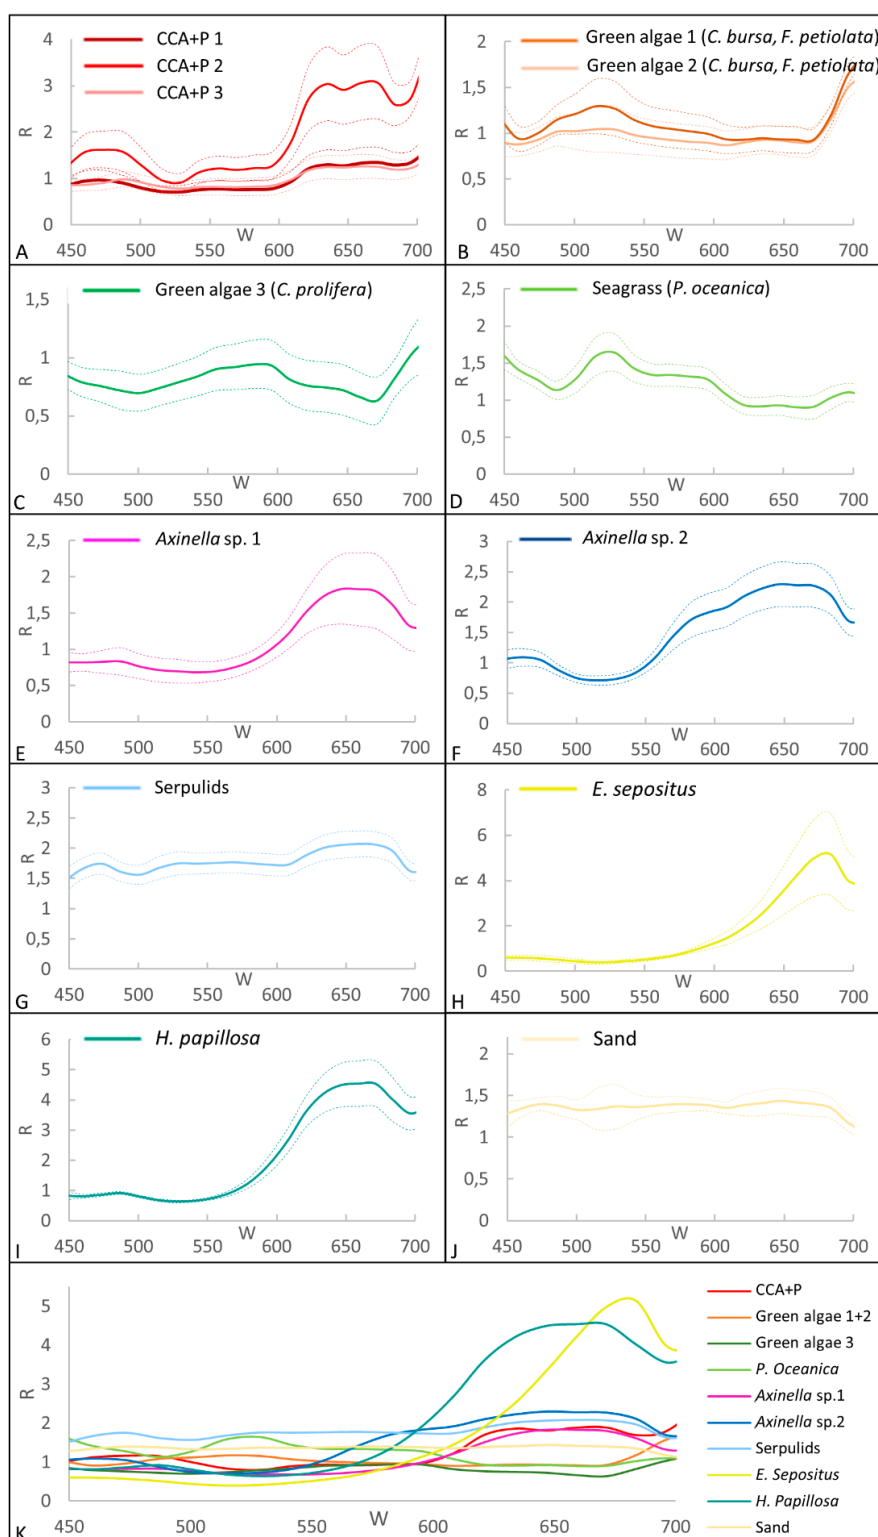 CCA+P 1
CCA+P 2
CCA+P 3
4
3
2
1
0
R
450 500 550 600 650 700
W
A
Green algae 1 (C. bursa, F. petiolata)
Green algae 2 (C. bursa, F. petiolata)
2
1,5
1
0,5
0
R
450 500 550 600 650 700
W
B
Green algae 3 (C. prolifera)
1,5
1
0,5
0
R
450 500 550 600 650 700
W
C
Seagrass (P. oceanica)
2,5
2
1,5
1
0,5
0
R
450 500 550 600 650 700
W
D
Axinella sp. 1
2,5
2
1,5
1
0,5
0
R
450 500 550 600 650 700
W
E
Axinella sp. 2
3
2,5
2
1,5
1
0,5
0
R
450 500 550 600 650 700
W
F
Serpulids
3
2,5
2
1,5
1
0,5
0
R
450 500 550 600 650 700
W
G
E. sepositus
8
6
4
2
0
R
450 500 550 600 650 700
W
H
H. papillosa
6
5
4
3
2
1
0
R
450 500 550 600 650 700
W
I
Sand
2
1,5
1
0,5
0
R
450 500 550 600 650 700
W
J
5
4
3
2
1
0
R
450 500 550 600 650 700
W
K
CCA+P
Green algae 1+2
Green algae 3
P. Oceanica
Axinella sp.1
Axinella sp.2
Serpulids
E. Sepositus
H. Papillosa
Sand